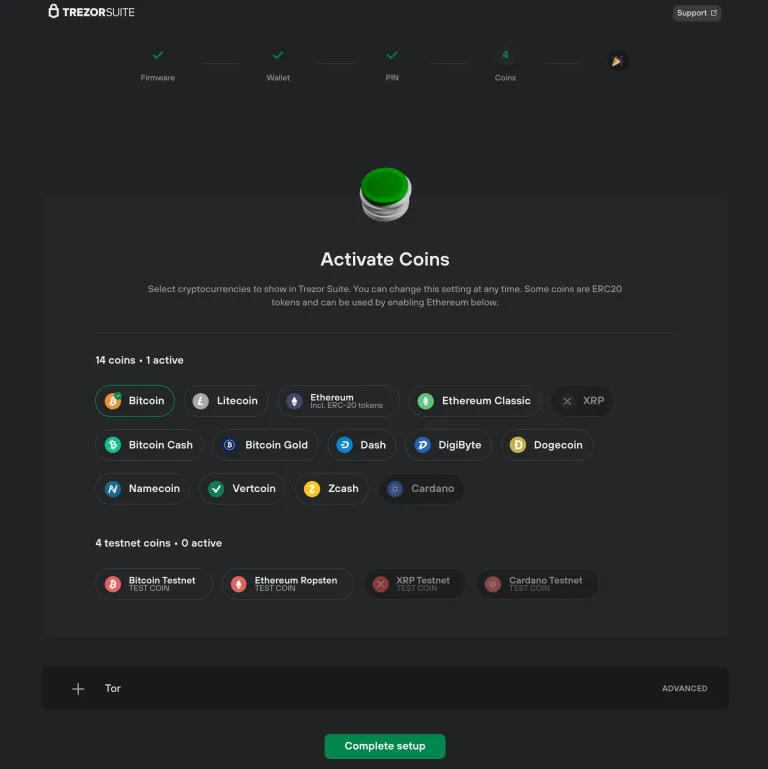 TREZORSUITE
Support
4
Firmware
Wallet
PIN
Coins
Activate Coins
Select cryptocurrencies to show in Trezor Suite. You can change this setting at any time. Some coins are ERC20
tokens and can be used by enabling Ethereum below.
14 coins • 1 active
Bitcoin
Litecoin
Ethereum
Incl. ERC-20 tokens
Ethereum Classic
XRP
Bitcoin Cash
Bitcoin Gold
Dash
DigiByte
Dogecoin
Namecoin
Vertcoin
Zcash
Cardano
4 testnet coins • 0 active
Bitcoin Testnet
TEST COIN
Ethereum Ropsten
TEST COIN
XRP Testnet
TEST COIN
Cardano Testnet
TEST COIN
Tor
ADVANCED
Complete setup